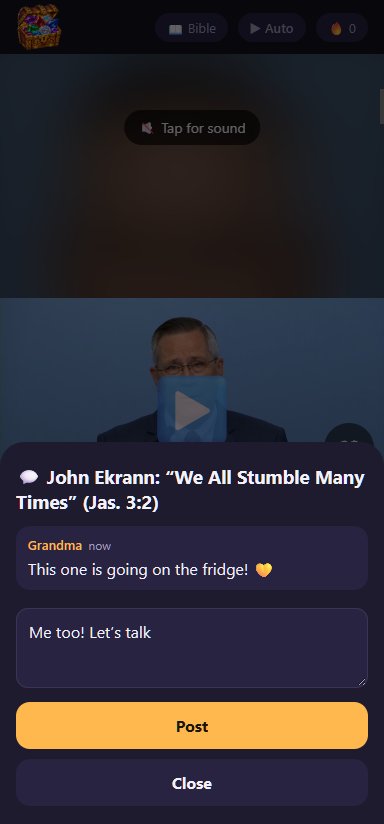 Bible
Auto
0
Tap for sound
John Ekrann: “We All Stumble Many
Times” (Jas. 3:2)
Grandma now
This one is going on the fridge! 🧡
Me too! Let’s talk
Post
Close